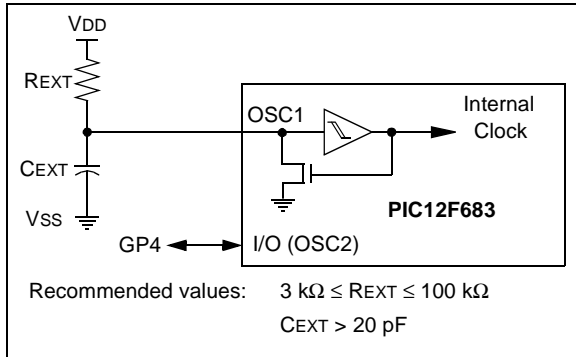 VDD
REXT
OSC1
Internal
Clock
CEXT
PIC12F683
VSS
GP4
I/O (OSC2)
Recommended values: 3 kΩ ≤ REXT ≤ 100 kΩ
CEXT > 20 pF